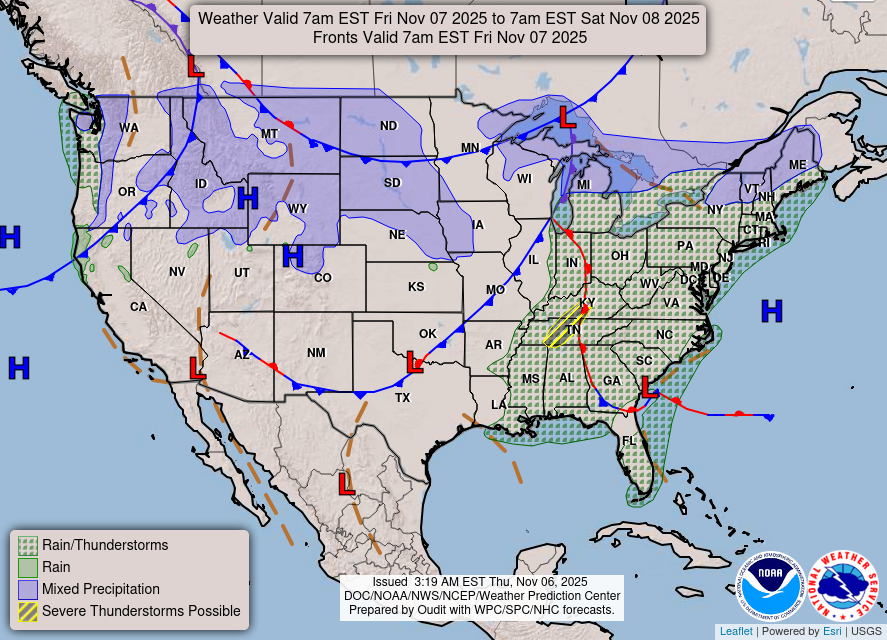 Weather Valid 7am EST Fri Nov 07 2025 to 7am EST Sat Nov 08 2025
Fronts Valid 7am EST Fri Nov 07 2025
L
L
WA
MT
ND
MN
ME
OR
ID
H
WY
SD
WI
MI
VT
NH
NY
MA
CT
RI
H
NE
IA
H
NV
UT
CO
KS
MO
IL
IN
OH
PA
NJ
MD
DE
DC
WV
VA
KY
H
CA
AZ
NM
OK
AR
TN
NC
SC
H
L
L
TX
LA
MS
AL
GA
L
FL
L
Rain/Thunderstorms
Rain
Mixed Precipitation
Severe Thunderstorms Possible
Issued 3:19 AM EST Thu, Nov 06, 2025
DOC/NOAA/NWS/NCEP/Weather Prediction Center
Prepared by Oudit with WPC/SPC/NHC forecasts.
NOAA
NATIONAL WEATHER SERVICE
Leaflet | Powered by Esri | USGS